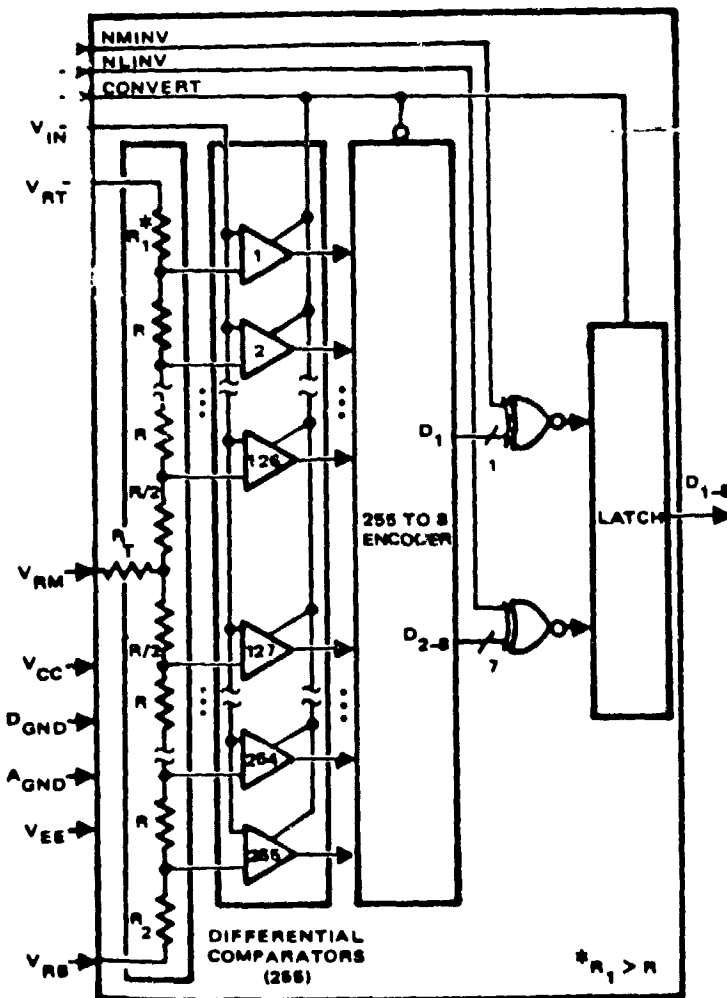 NMINV
NLINV
CONVERT
VIN
VRT
R1*
1
R
2
R
126
R/2
D1
1
255 TO 8
ENCODER
LATCH
D1-8
RT
VRM
R/2
127
D2-8
7
VCC
R
DGND
264
AGND
VEE
R
255
R2
VRB
DIFFERENTIAL
COMPARATORS
(255)
*R1 > R